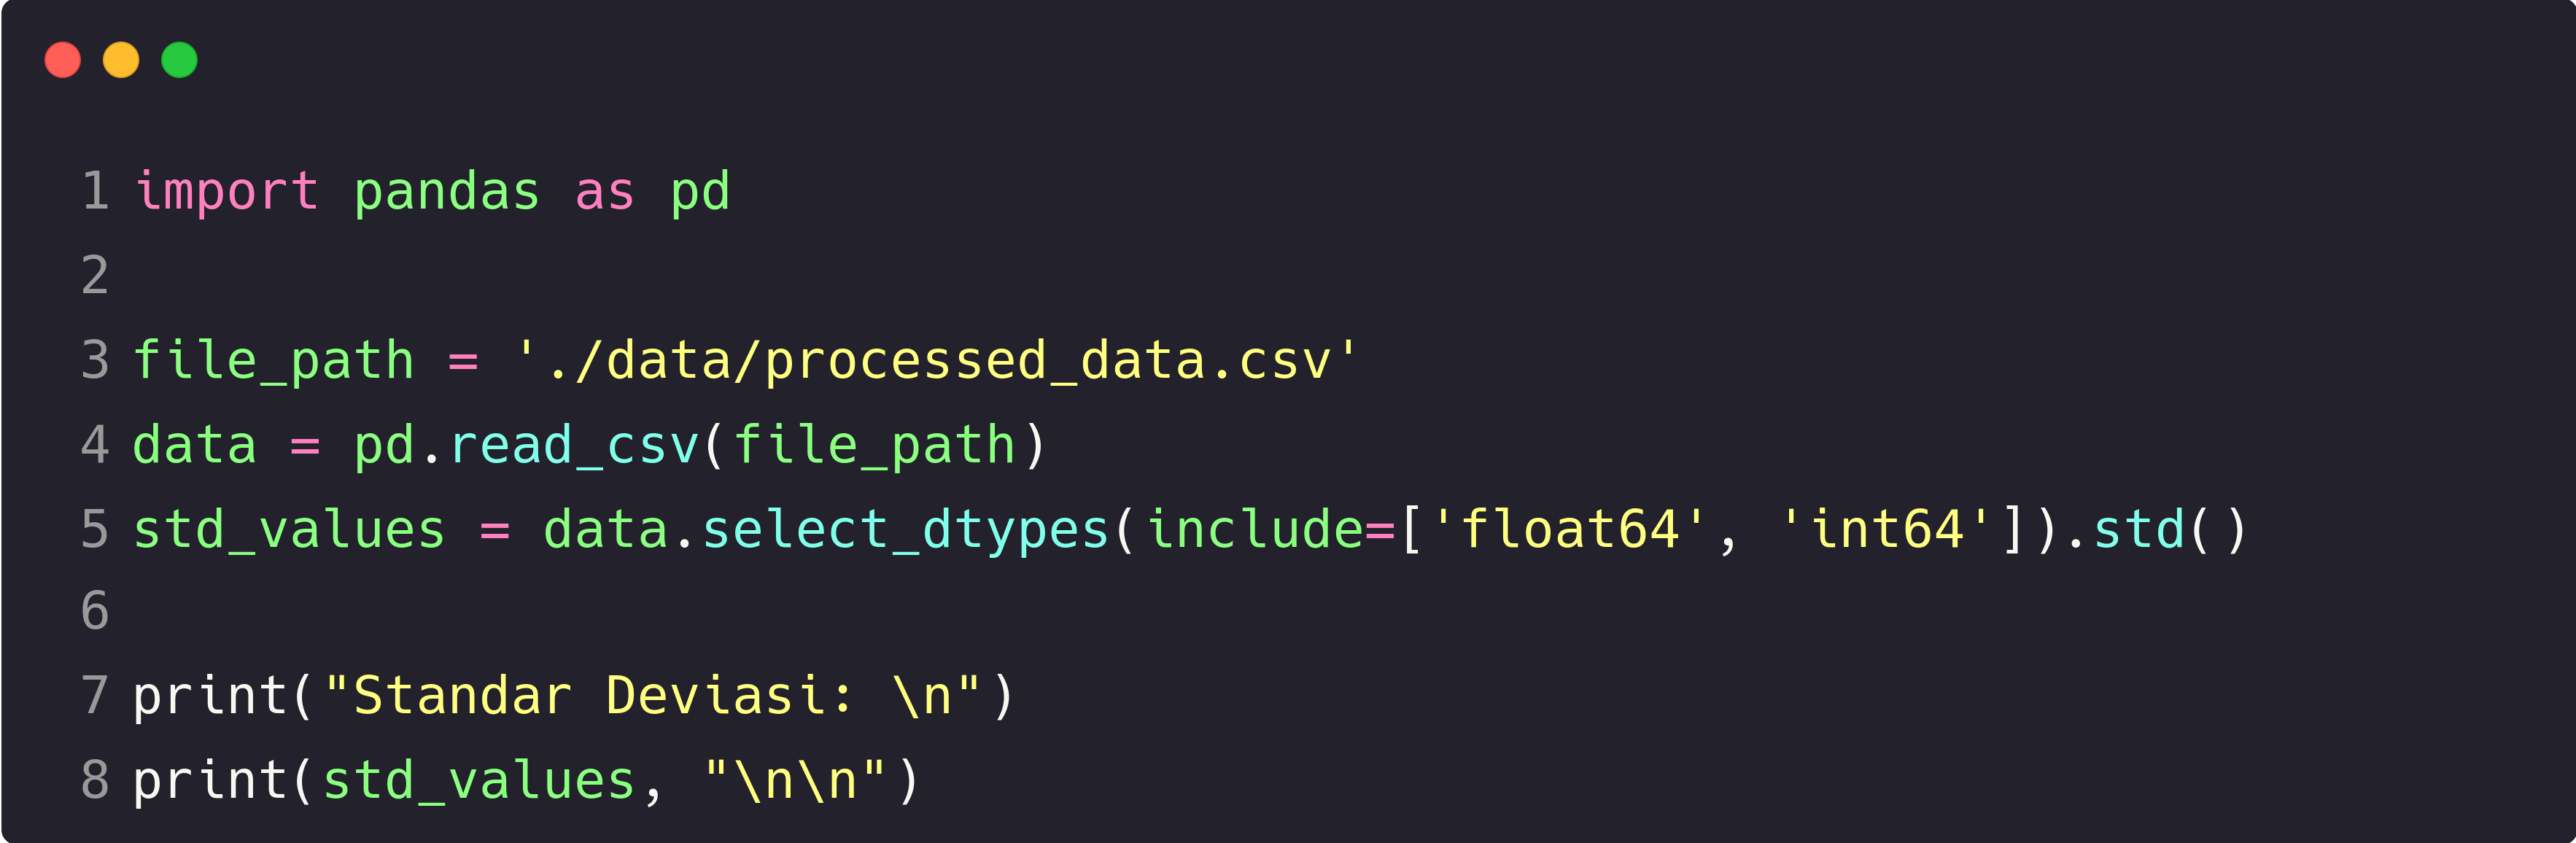 1 import pandas as pd
2
3 file_path = './data/processed_data.csv'
4 data = pd.read_csv(file_path)
5 std_values = data.select_dtypes(include=['float64', 'int64']).std()
6
7 print("Standar Deviasi: \n")
8 print(std_values, "\n\n")